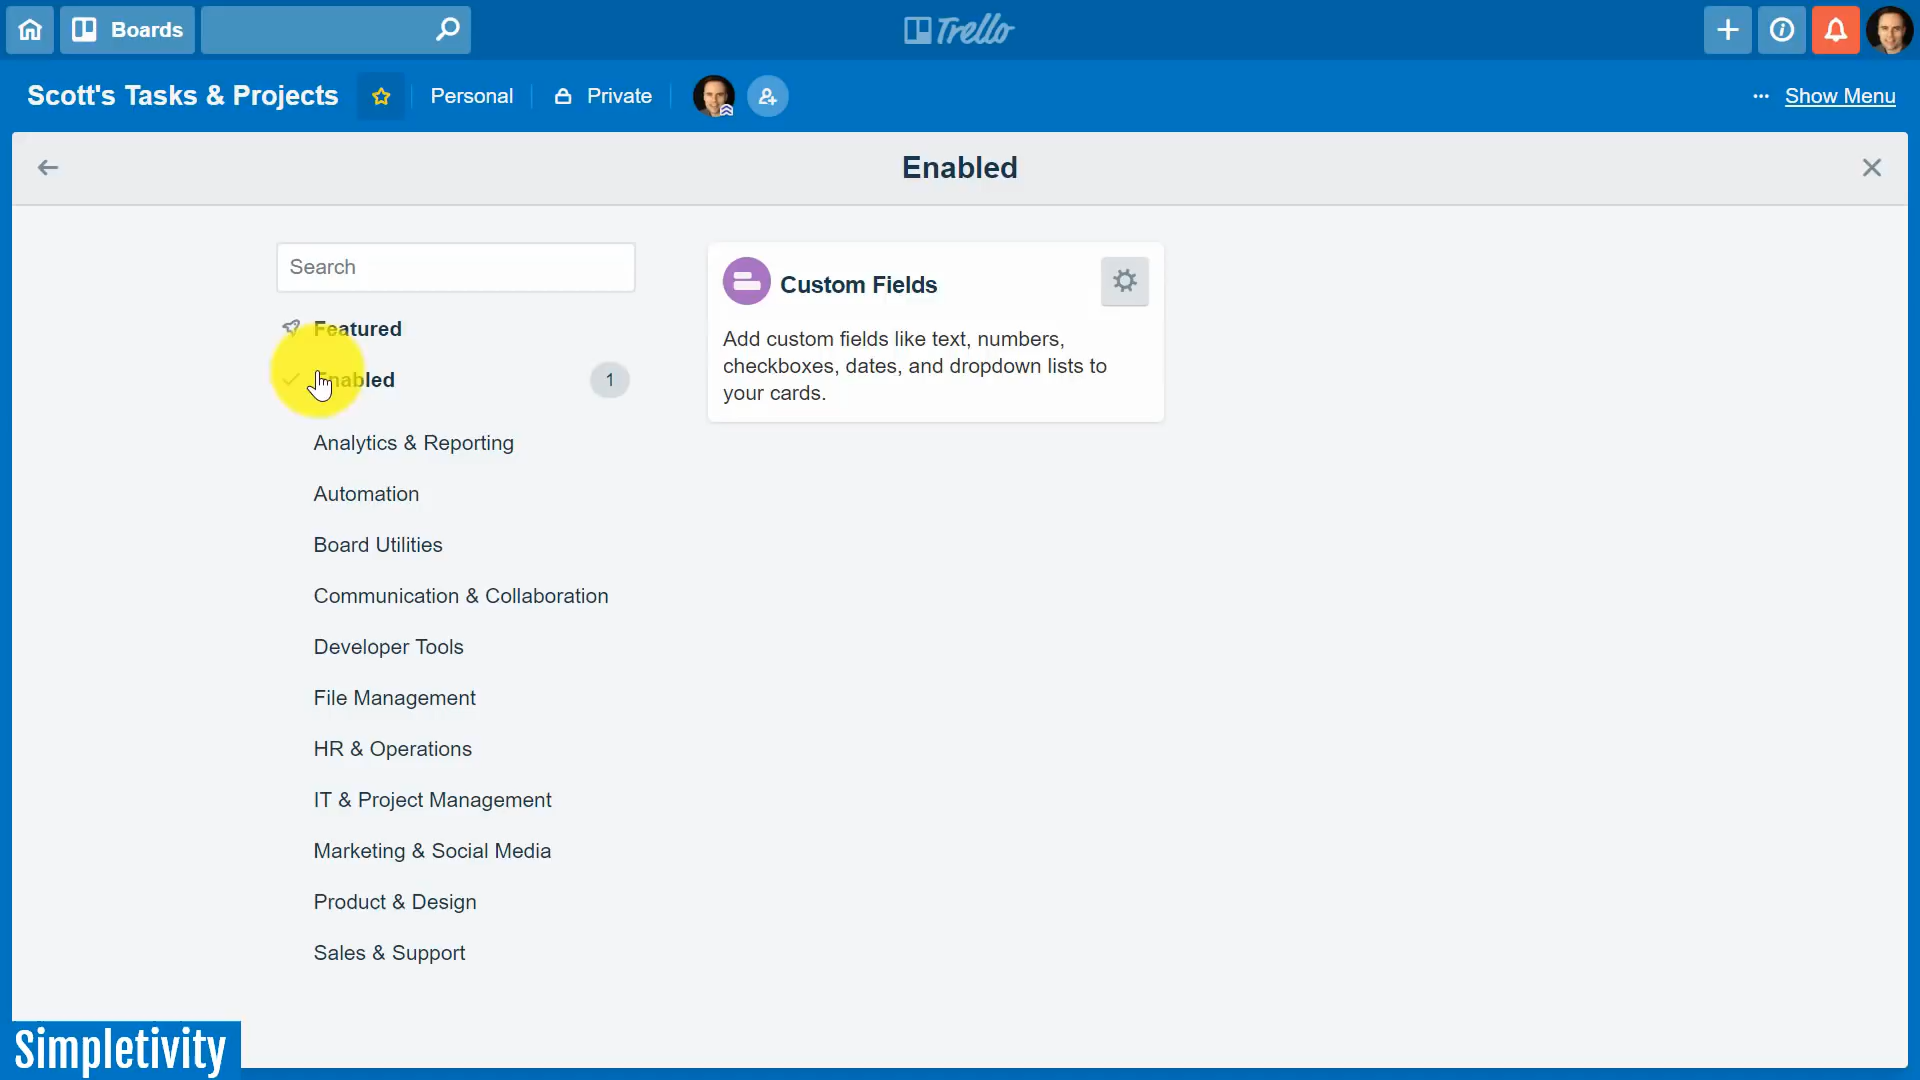 Boards
Trello
Scott's Tasks & Projects
Personal
Private
Show Menu
Enabled
Search
Featured
Enabled
1
Analytics & Reporting
Automation
Board Utilities
Communication & Collaboration
Developer Tools
File Management
HR & Operations
IT & Project Management
Marketing & Social Media
Product & Design
Sales & Support
Custom Fields
Add custom fields like text, numbers,
checkboxes, dates, and dropdown lists to
your cards.
Simpletivity